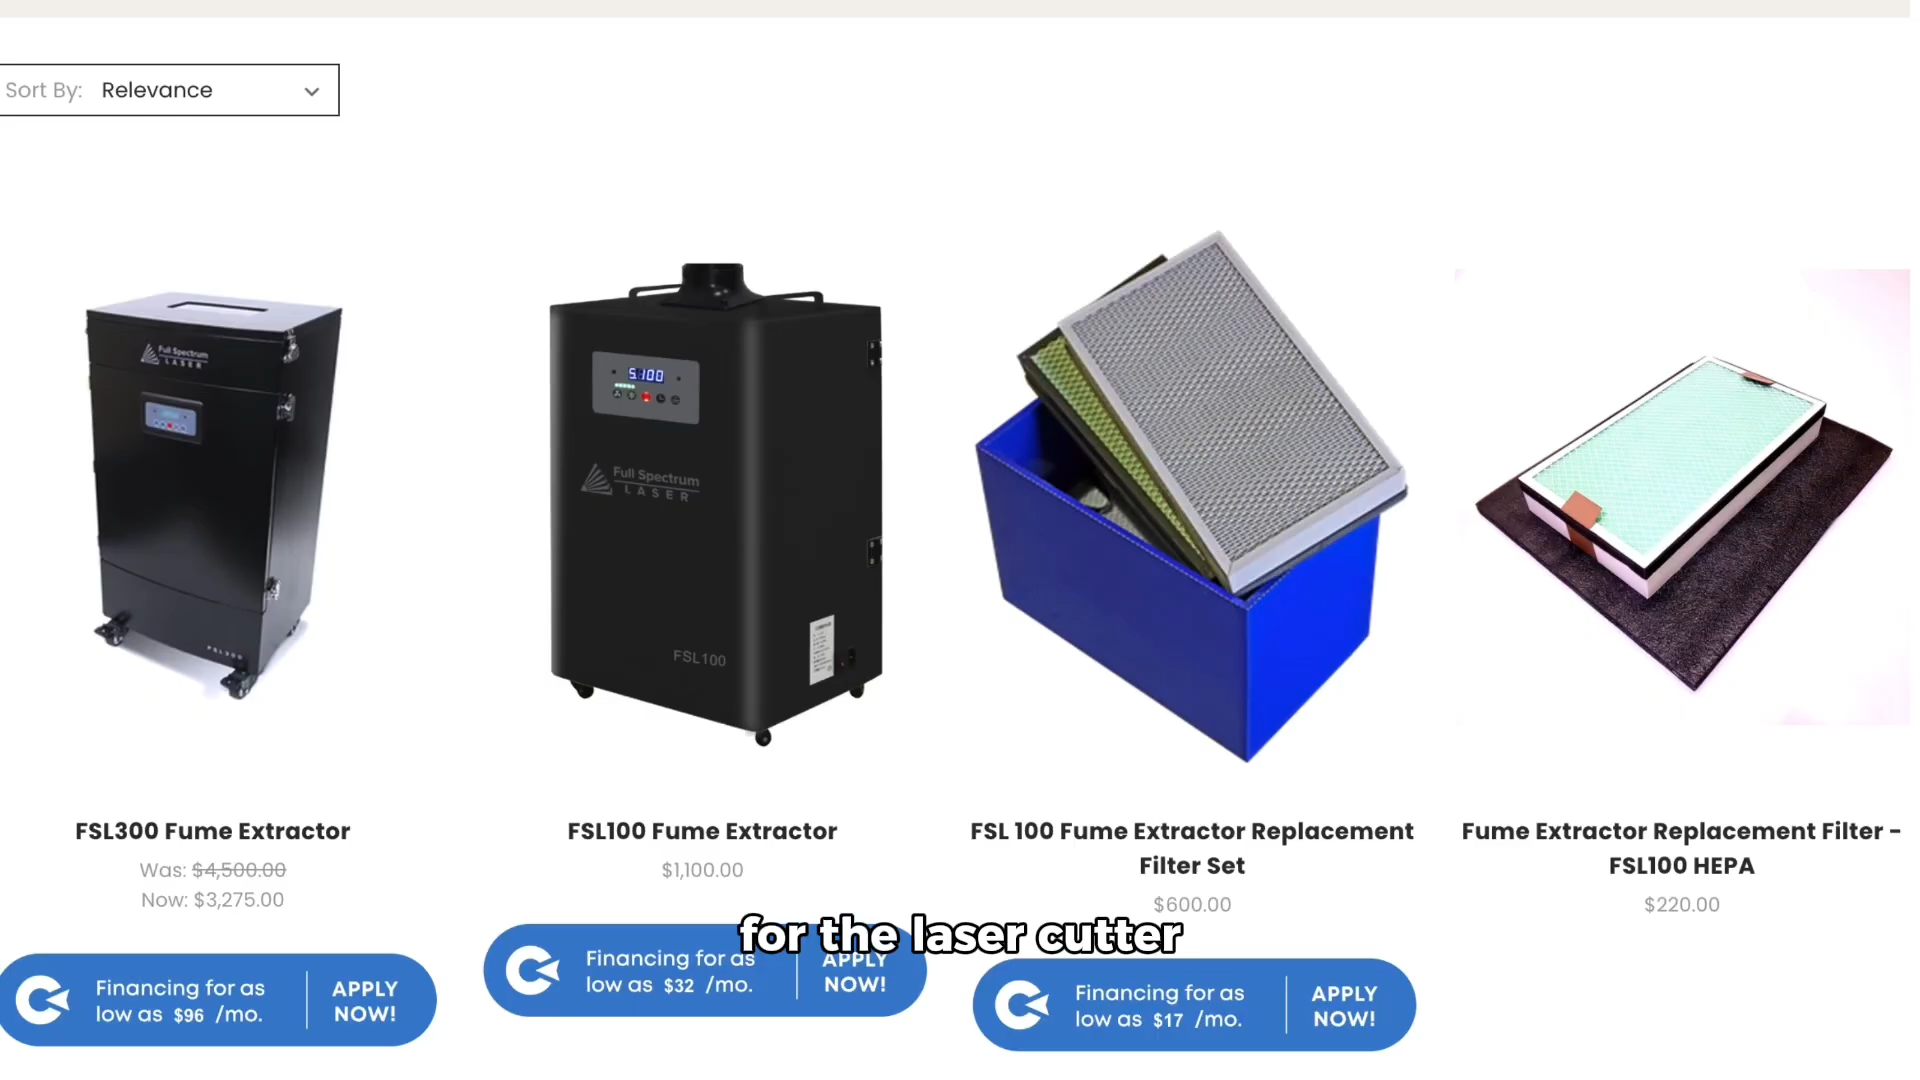 Sort By: Relevance
Full Spectrum
LASER
FSL300
5.100
Full Spectrum
LASER
FSL100
FSL300 Fume Extractor
Was: $4,500.00
Now: $3,275.00
FSL100 Fume Extractor
$1,100.00
FSL 100 Fume Extractor Replacement
Filter Set
$600.00
Fume Extractor Replacement Filter -
FSL100 HEPA
$220.00
for the laser cutter
Financing for as
low as $96 /mo.
APPLY
NOW!
Financing for as
low as $32 /mo.
APPLY
NOW!
Financing for as
low as $17 /mo.
APPLY
NOW!